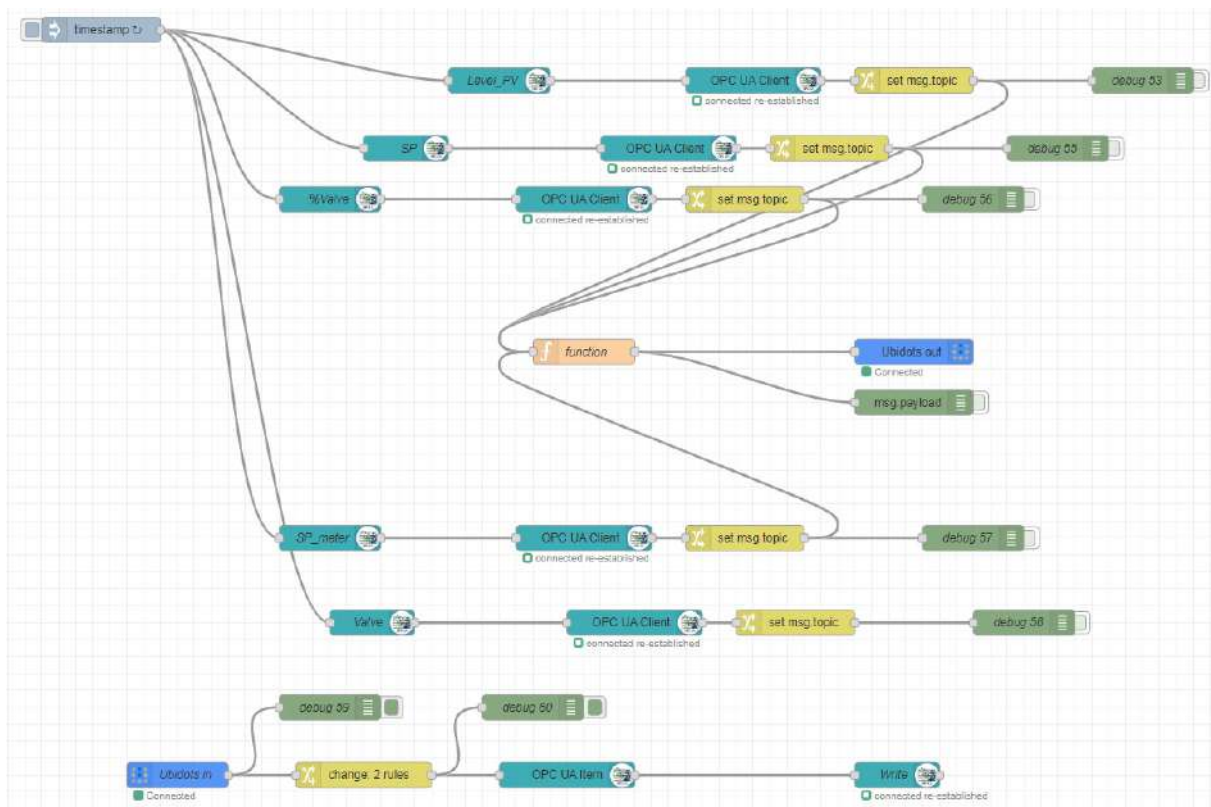 timestamp ↻
Level_PV
OPC UA Client
connected re-established
set msg.topic
debug 53
SP
OPC UA Client
connected re-established
set msg.topic
debug 55
%Valve
OPC UA Client
connected re-established
set msg.topic
debug 56
function
Ubidots out
Connected
msg.payload
SP_meter
OPC UA Client
connected re-established
set msg.topic
debug 57
Valve
OPC UA Client
connected re-established
set msg.topic
debug 58
debug 59
debug 60
Ubidots in
Connected
change: 2 rules
OPC UA Item
Write
connected re-established